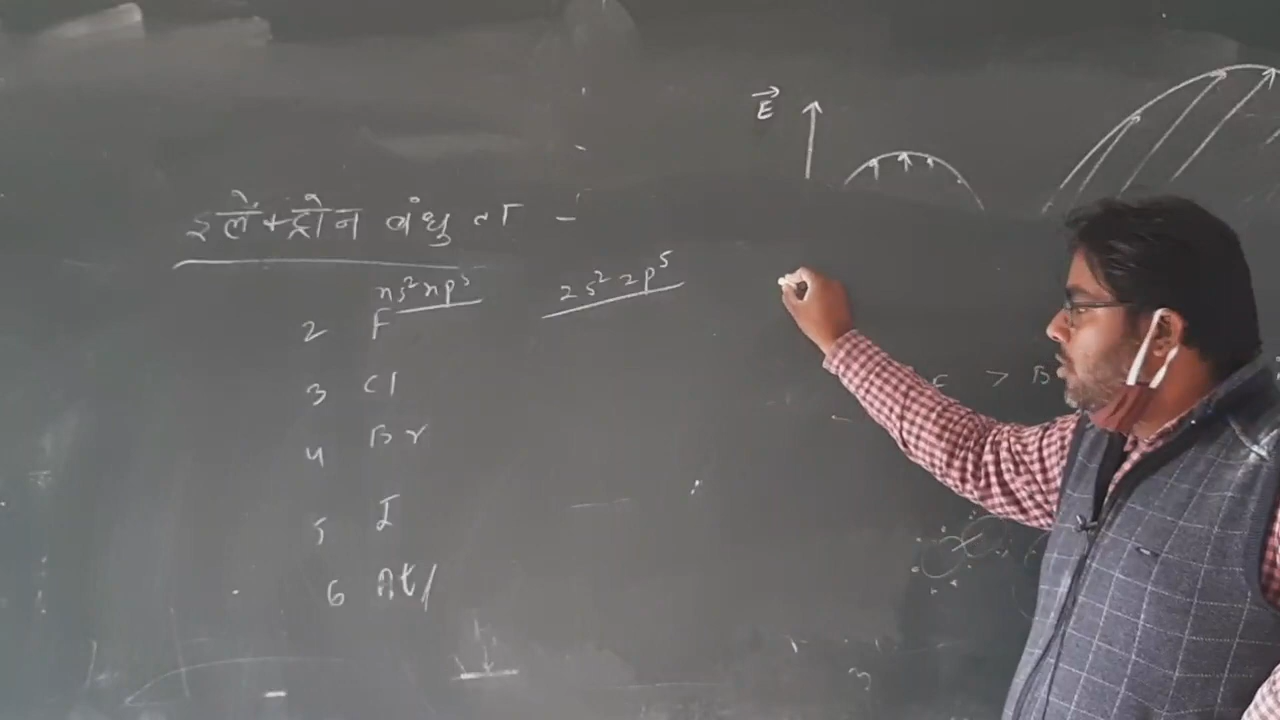 E
इलेक्ट्रोन बंधुता -
ns²np⁵ 2s²2p⁵
2 F
3 Cl
4 Br
5 I
6 At
> B